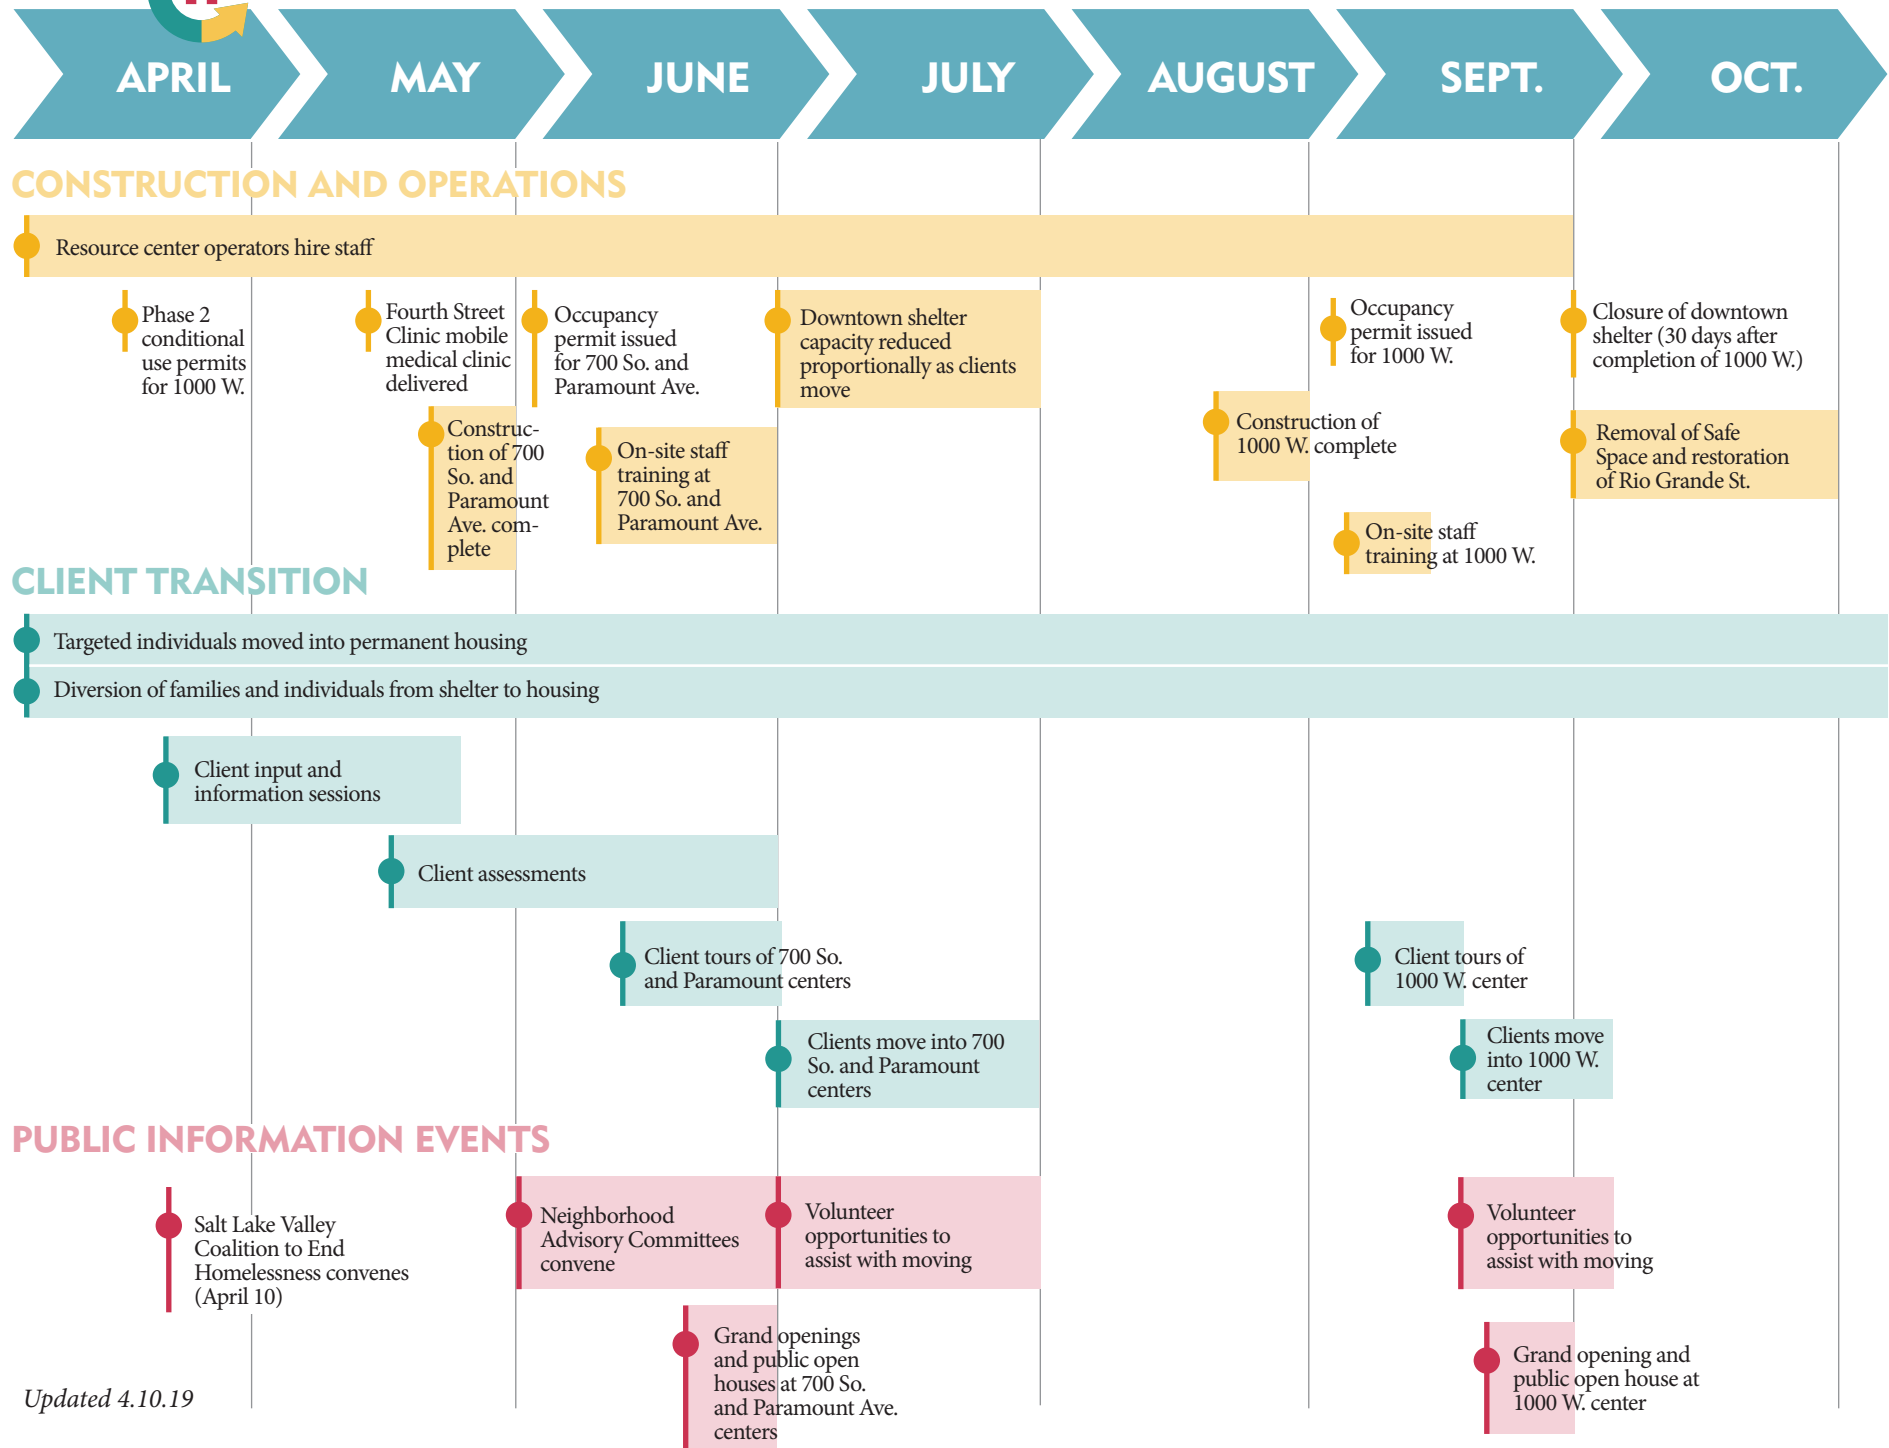 APRIL
MAY
JUNE
JULY
AUGUST
SEPT.
OCT.
CONSTRUCTION AND OPERATIONS
Resource center operators hire staff
Phase 2
conditional
use permits
for 1000 W.
Fourth Street
Clinic mobile
medical clinic
delivered
Occupancy
permit issued
for 700 So. and
Paramount Ave.
Downtown shelter
capacity reduced
proportionally as clients
move
Occupancy
permit issued
for 1000 W.
Closure of downtown
shelter (30 days after
completion of 1000 W.)
Construc-
tion of 700
So. and
Paramount
Ave. com-
plete
On-site staff
training at
700 So. and
Paramount Ave.
Construction of
1000 W. complete
Removal of Safe
Space and restoration
of Rio Grande St.
On-site staff
training at 1000 W.
CLIENT TRANSITION
Targeted individuals moved into permanent housing
Diversion of families and individuals from shelter to housing
Client input and
information sessions
Client assessments
Client tours of 700 So.
and Paramount centers
Client tours of
1000 W. center
Clients move into 700
So. and Paramount
centers
Clients move
into 1000 W.
center
PUBLIC INFORMATION EVENTS
Salt Lake Valley
Coalition to End
Homelessness convenes
(April 10)
Neighborhood
Advisory Committees
convene
Volunteer
opportunities to
assist with moving
Volunteer
opportunities to
assist with moving
Grand openings
and public open
houses at 700 So.
and Paramount Ave.
centers
Grand opening and
public open house at
1000 W. center
Updated 4.10.19